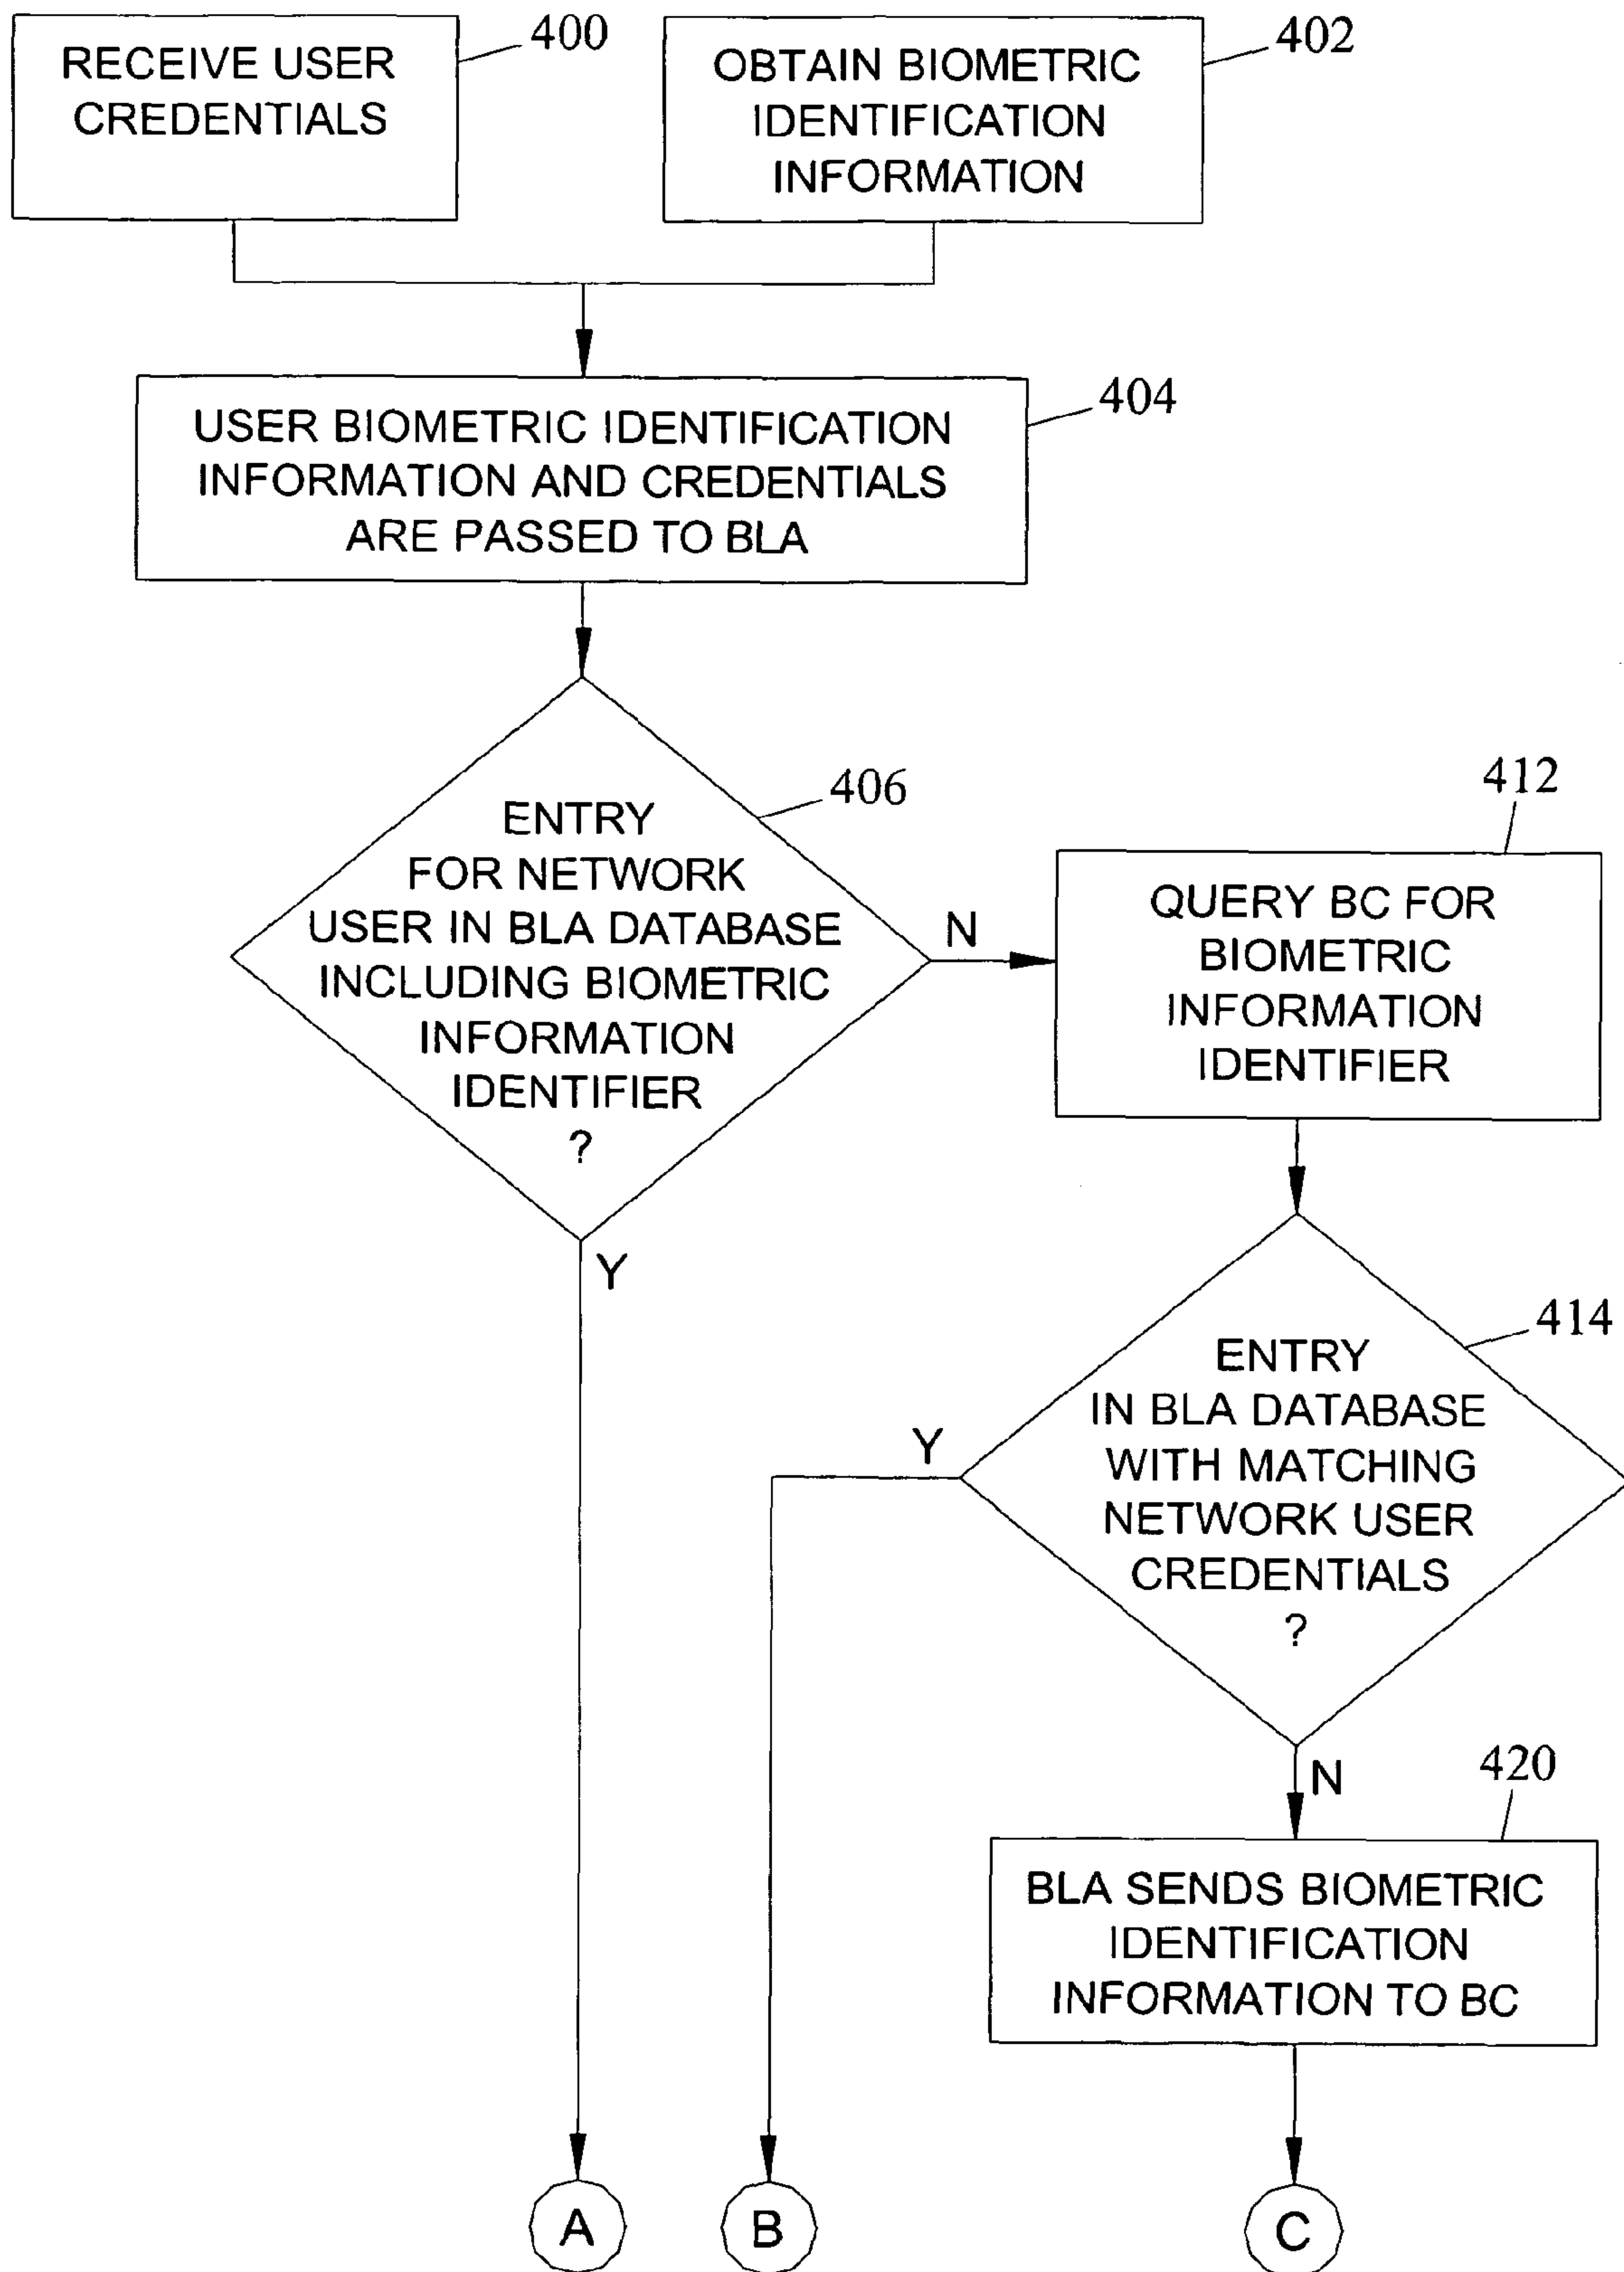 RECEIVE USER
CREDENTIALS
400
OBTAIN BIOMETRIC
IDENTIFICATION
INFORMATION
402
USER BIOMETRIC IDENTIFICATION
INFORMATION AND CREDENTIALS
ARE PASSED TO BLA
404
ENTRY
FOR NETWORK
USER IN BLA DATABASE
INCLUDING BIOMETRIC
INFORMATION
IDENTIFIER
?
406
N
Y
412
QUERY BC FOR
BIOMETRIC
INFORMATION
IDENTIFIER
414
ENTRY
IN BLA DATABASE
WITH MATCHING
NETWORK USER
CREDENTIALS
?
Y
N
420
BLA SENDS BIOMETRIC
IDENTIFICATION
INFORMATION TO BC
A
B
C